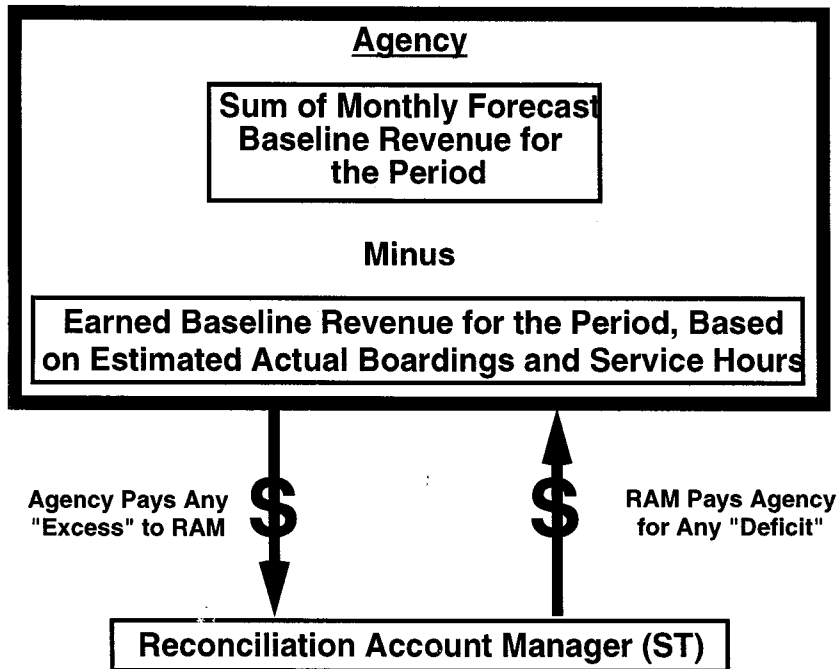 Agency
Sum of Monthly Forecast
Baseline Revenue for
the Period
Minus
Earned Baseline Revenue for the Period, Based
on Estimated Actual Boardings and Service Hours
Agency Pays Any
"Excess" to RAM
$
$
RAM Pays Agency
for Any "Deficit"
Reconciliation Account Manager (ST)